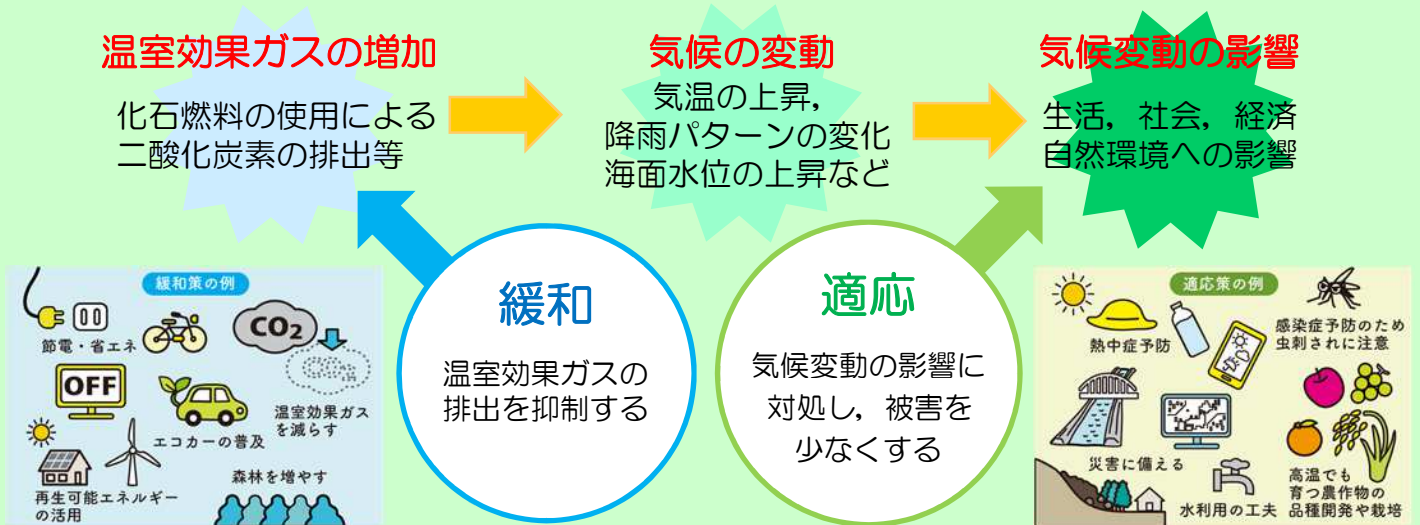 温室効果ガスの増加
化石燃料の使用による
二酸化炭素の排出等
気候の変動
気温の上昇,
降雨パターンの変化
海面水位の上昇など
気候変動の影響
生活, 社会, 経済
自然環境への影響
緩和
温室効果ガスの
排出を抑制する
適応
気候変動の影響に
対処し, 被害を
少なくする
緩和策の例
節電・省エネ
CO₂
OFF
温室効果ガス
を減らす
エコカーの普及
再生可能エネルギー
の活用
森林を増やす
適応策の例
熱中症予防
感染症予防のため
虫刺されに注意
災害に備える
水利用の工夫
高温でも
育つ農作物の
品種開発や栽培